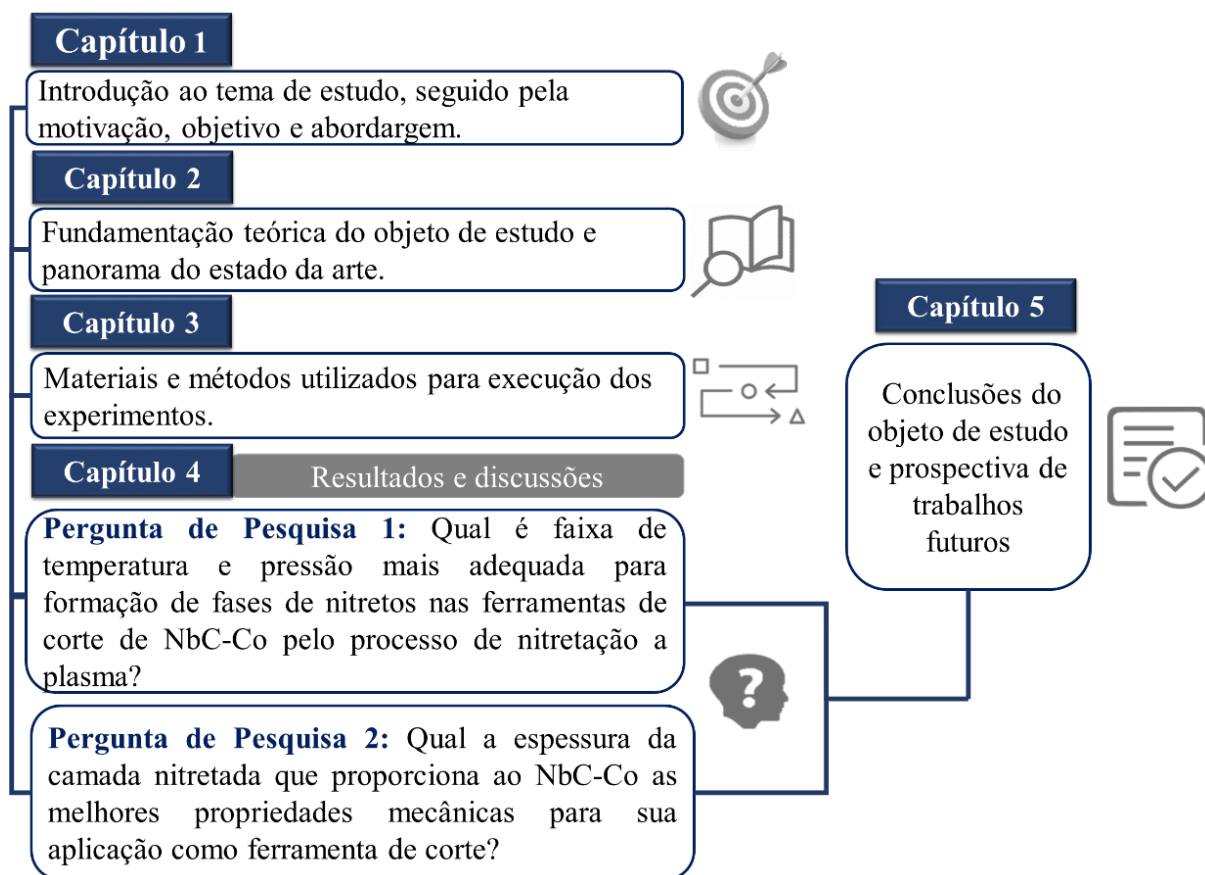 Capítulo 1
Introdução ao tema de estudo, seguido pela
motivação, objetivo e abordargem.
Capítulo 2
Fundamentação teórica do objeto de estudo e
panorama do estado da arte.
Capítulo 3
Materiais e métodos utilizados para execução dos
experimentos.
Capítulo 4
Resultados e discussões
Pergunta de Pesquisa 1: Qual é faixa de
temperatura e pressão mais adequada para
formação de fases de nitretos nas ferramentas de
corte de NbC-Co pelo processo de nitretação a
plasma?
Pergunta de Pesquisa 2: Qual a espessura da
camada nitretada que proporciona ao NbC-Co as
melhores propriedades mecânicas para sua
aplicação como ferramenta de corte?
Capítulo 5
Conclusões do
objeto de estudo
e prospectiva de
trabalhos
futuros
?